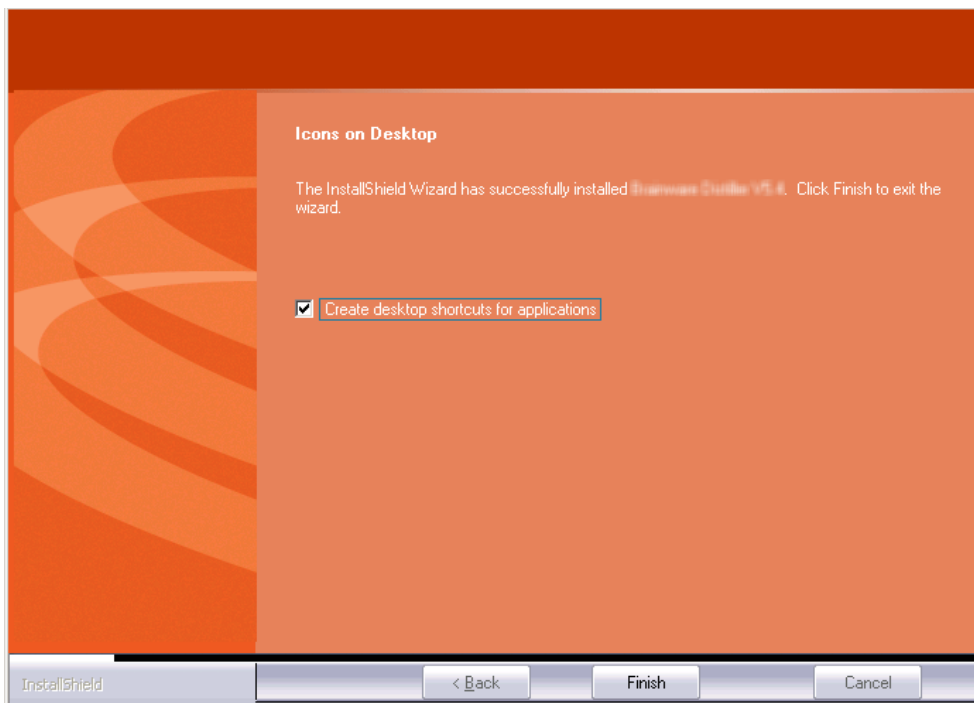 Icons on Desktop
The InstallShield Wizard has successfully installed . Click Finish to exit the
wizard.
Create desktop shortcuts for applications
InstallShield
< Back
Finish
Cancel